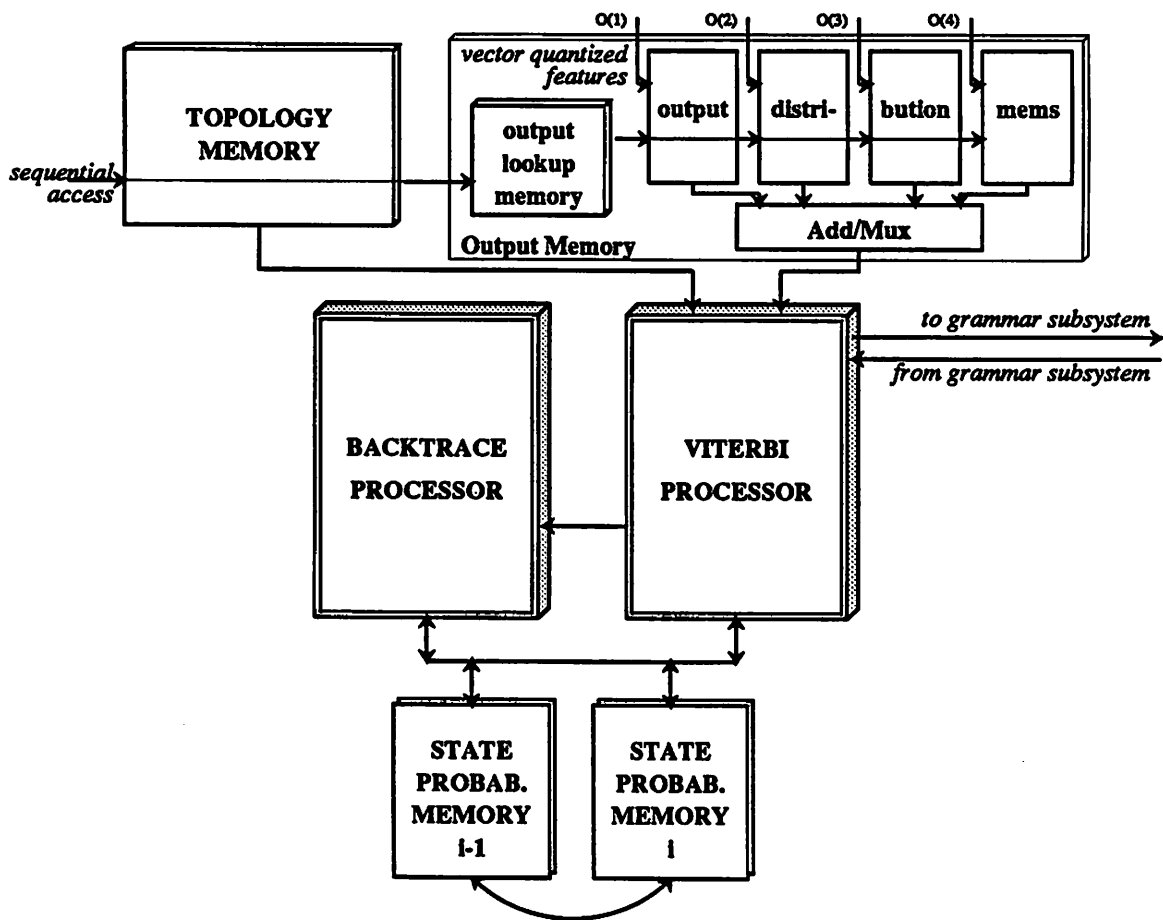 O(1) O(2) O(3) O(4)
vector quantized
features
output distri- bution mems
TOPOLOGY
MEMORY
output
lookup
memory
sequential
access
Add/Mux
Output Memory
to grammar subsystem
from grammar subsystem
BACKTRACE
PROCESSOR
VITERBI
PROCESSOR
STATE
PROBAB.
MEMORY
i-1
STATE
PROBAB.
MEMORY
i